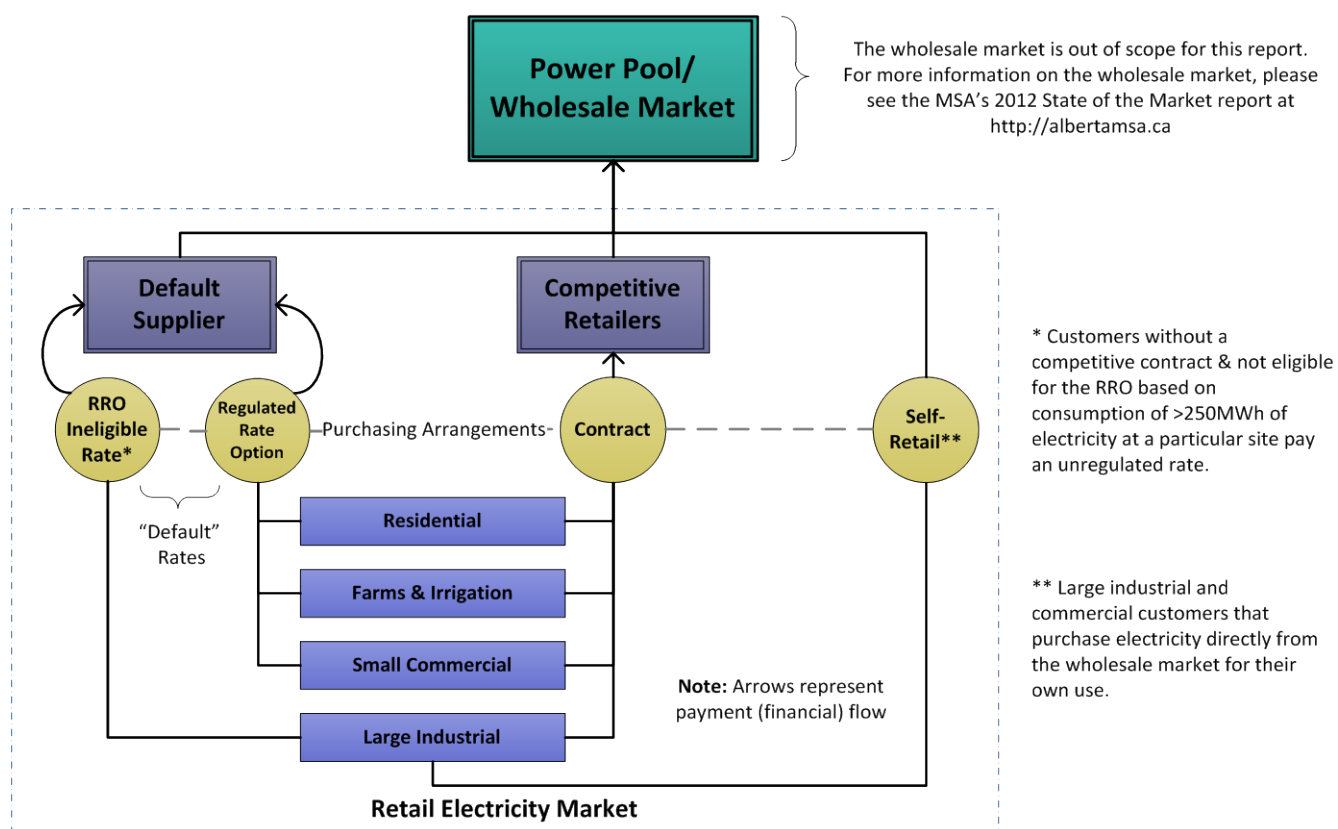 Power Pool/
Wholesale Market
The wholesale market is out of scope for this report.
For more information on the wholesale market, please
see the MSA’s 2012 State of the Market report at
http://albertamsa.ca
Default
Supplier
Competitive
Retailers
RRO
Ineligible
Rate*
Regulated
Rate
Option
Purchasing Arrangements
Contract
Self-
Retail**
“Default”
Rates
Residential
Farms & Irrigation
Small Commercial
Large Industrial
Note: Arrows represent
payment (financial) flow
Retail Electricity Market
* Customers without a
competitive contract & not eligible
for the RRO based on
consumption of >250MWh of
electricity at a particular site pay
an unregulated rate.
** Large industrial and
commercial customers that
purchase electricity directly from
the wholesale market for their
own use.